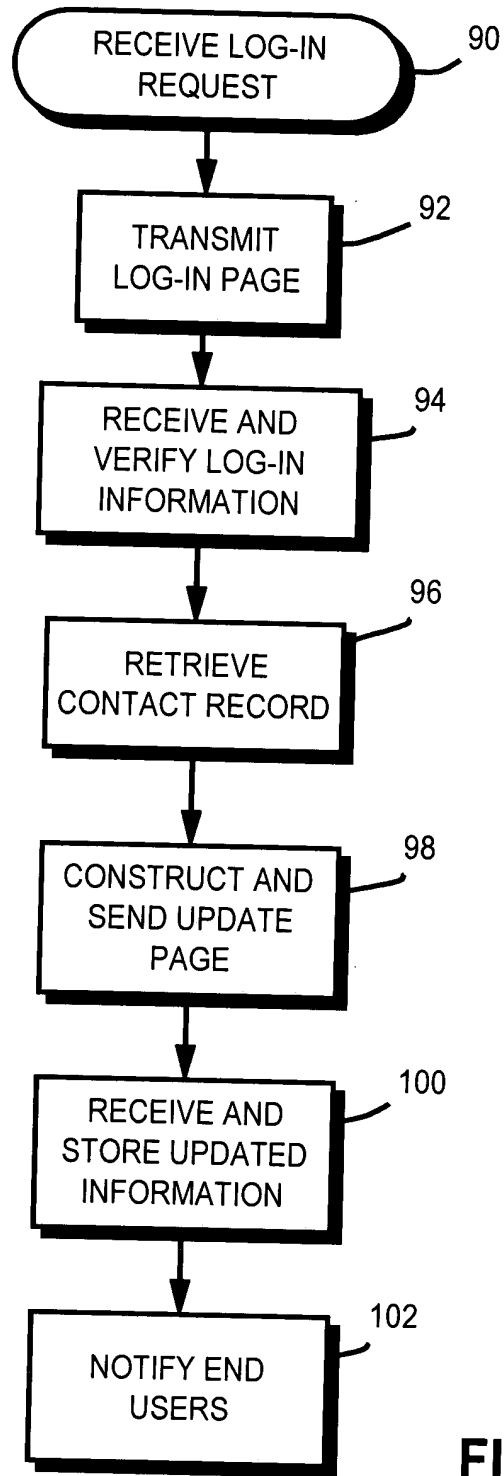 RECEIVE LOG-IN
REQUEST
90
TRANSMIT
LOG-IN PAGE
92
RECEIVE AND
VERIFY LOG-IN
INFORMATION
94
RETRIEVE
CONTACT RECORD
96
CONSTRUCT AND
SEND UPDATE
PAGE
98
RECEIVE AND
STORE UPDATED
INFORMATION
100
NOTIFY END
USERS
102